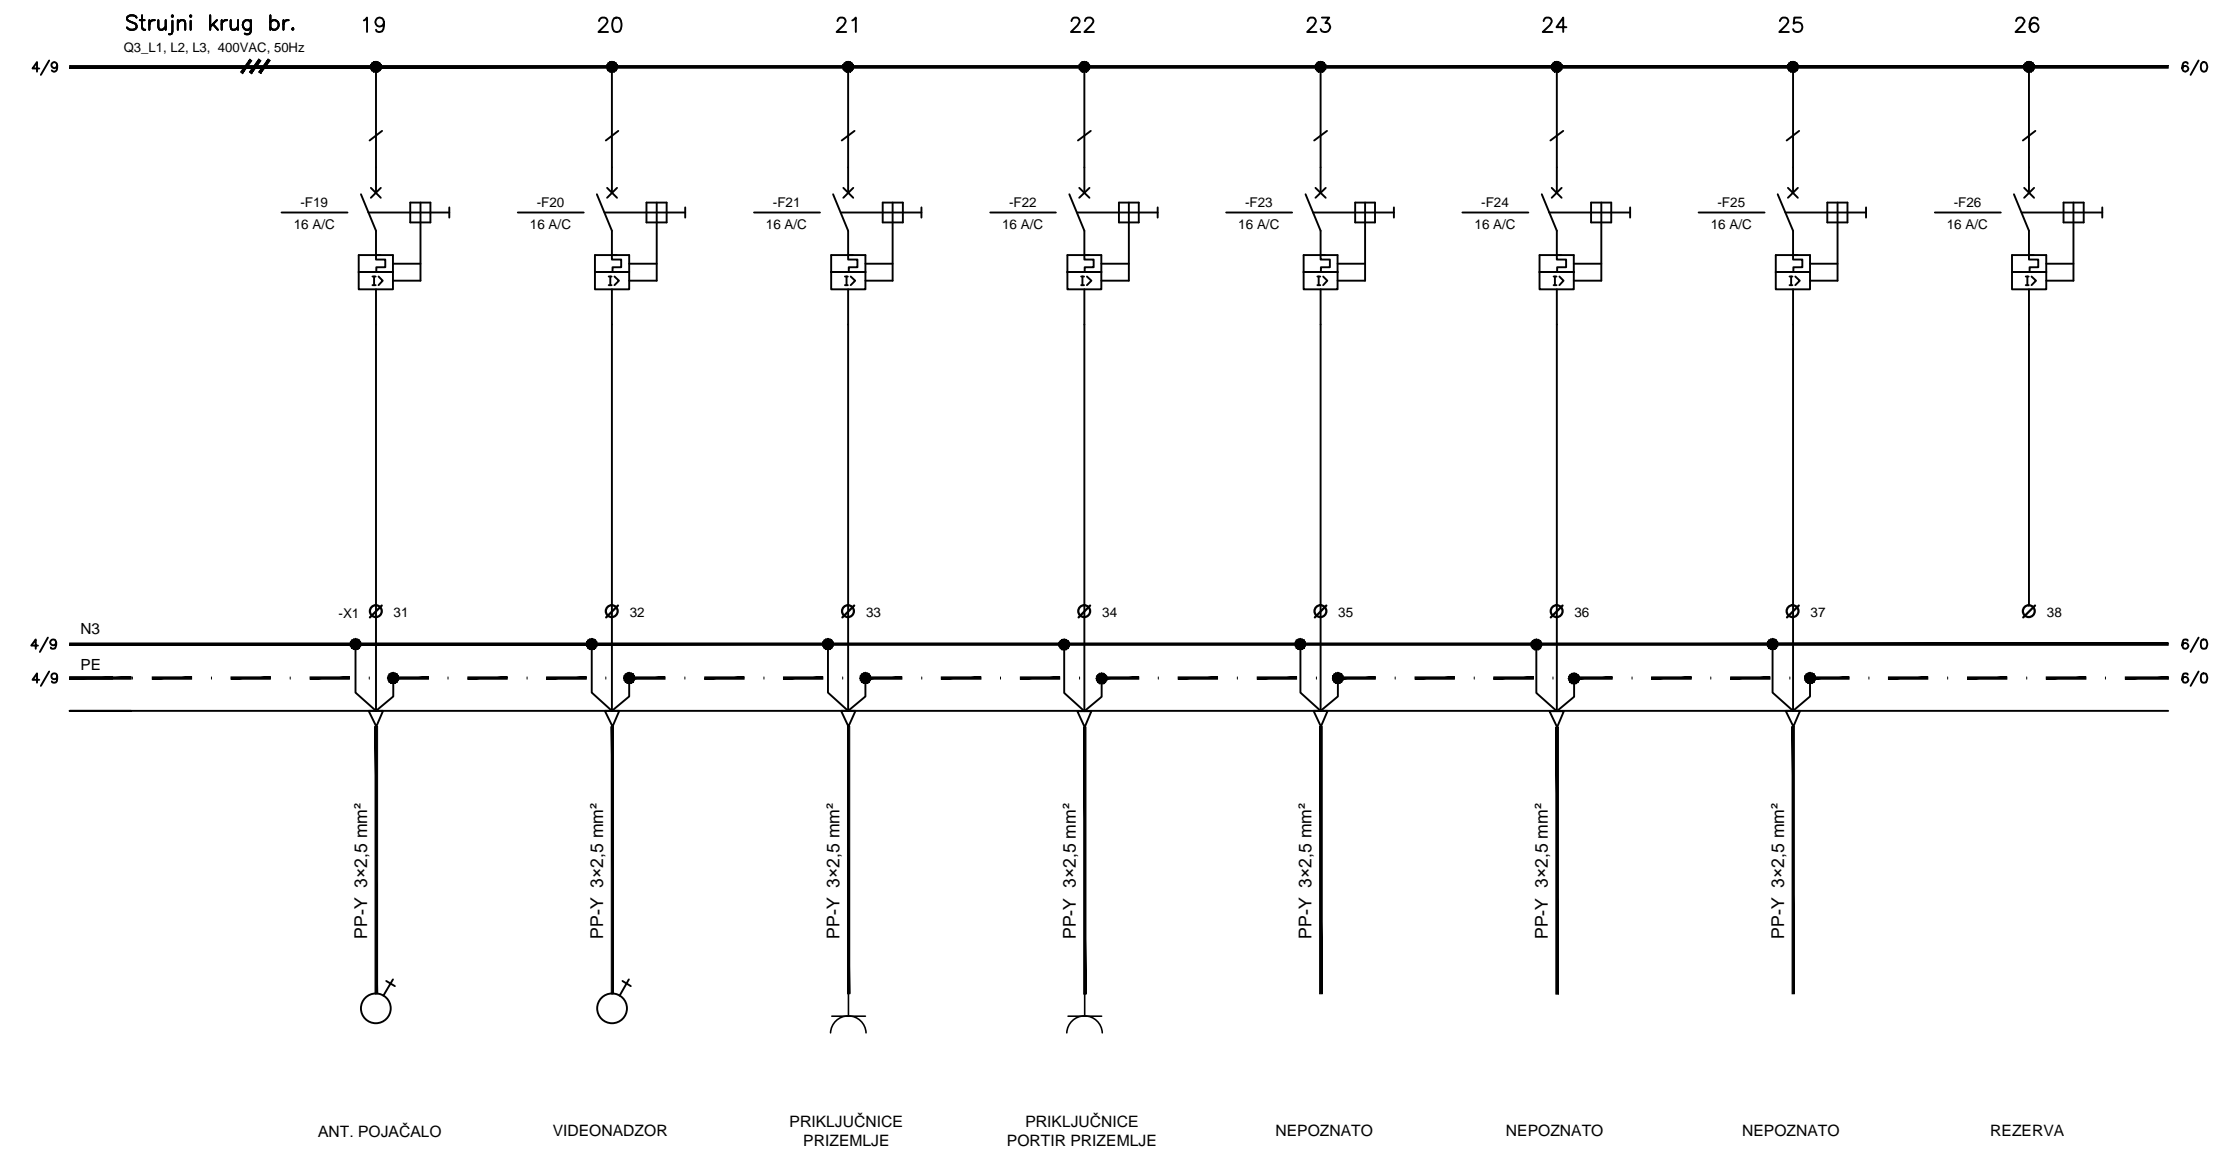 Strujni krug br. 19 20 21 22 23 24 25 26
Q3_L1, L2, L3, 400VAC, 50Hz
4/9 6/0
-F19 -F20 -F21 -F22 -F23 -F24 -F25 -F26
16 A/C 16 A/C 16 A/C 16 A/C 16 A/C 16 A/C 16 A/C 16 A/C
I> I> I> I> I> I> I> I>
-X1 31 32 33 34 35 36 37 38
N3
4/9 6/0
PE
4/9 6/0
PP-Y 3×2,5 mm²
PP-Y 3×2,5 mm²
PP-Y 3×2,5 mm²
PP-Y 3×2,5 mm²
PP-Y 3×2,5 mm²
PP-Y 3×2,5 mm²
PP-Y 3×2,5 mm²
ANT. POJAČALO
VIDEONADZOR
PRIKLJUČNICE
PRIZEMLJE
PRIKLJUČNICE
PORTIR PRIZEMLJE
NEPOZNATO
NEPOZNATO
NEPOZNATO
REZERVA